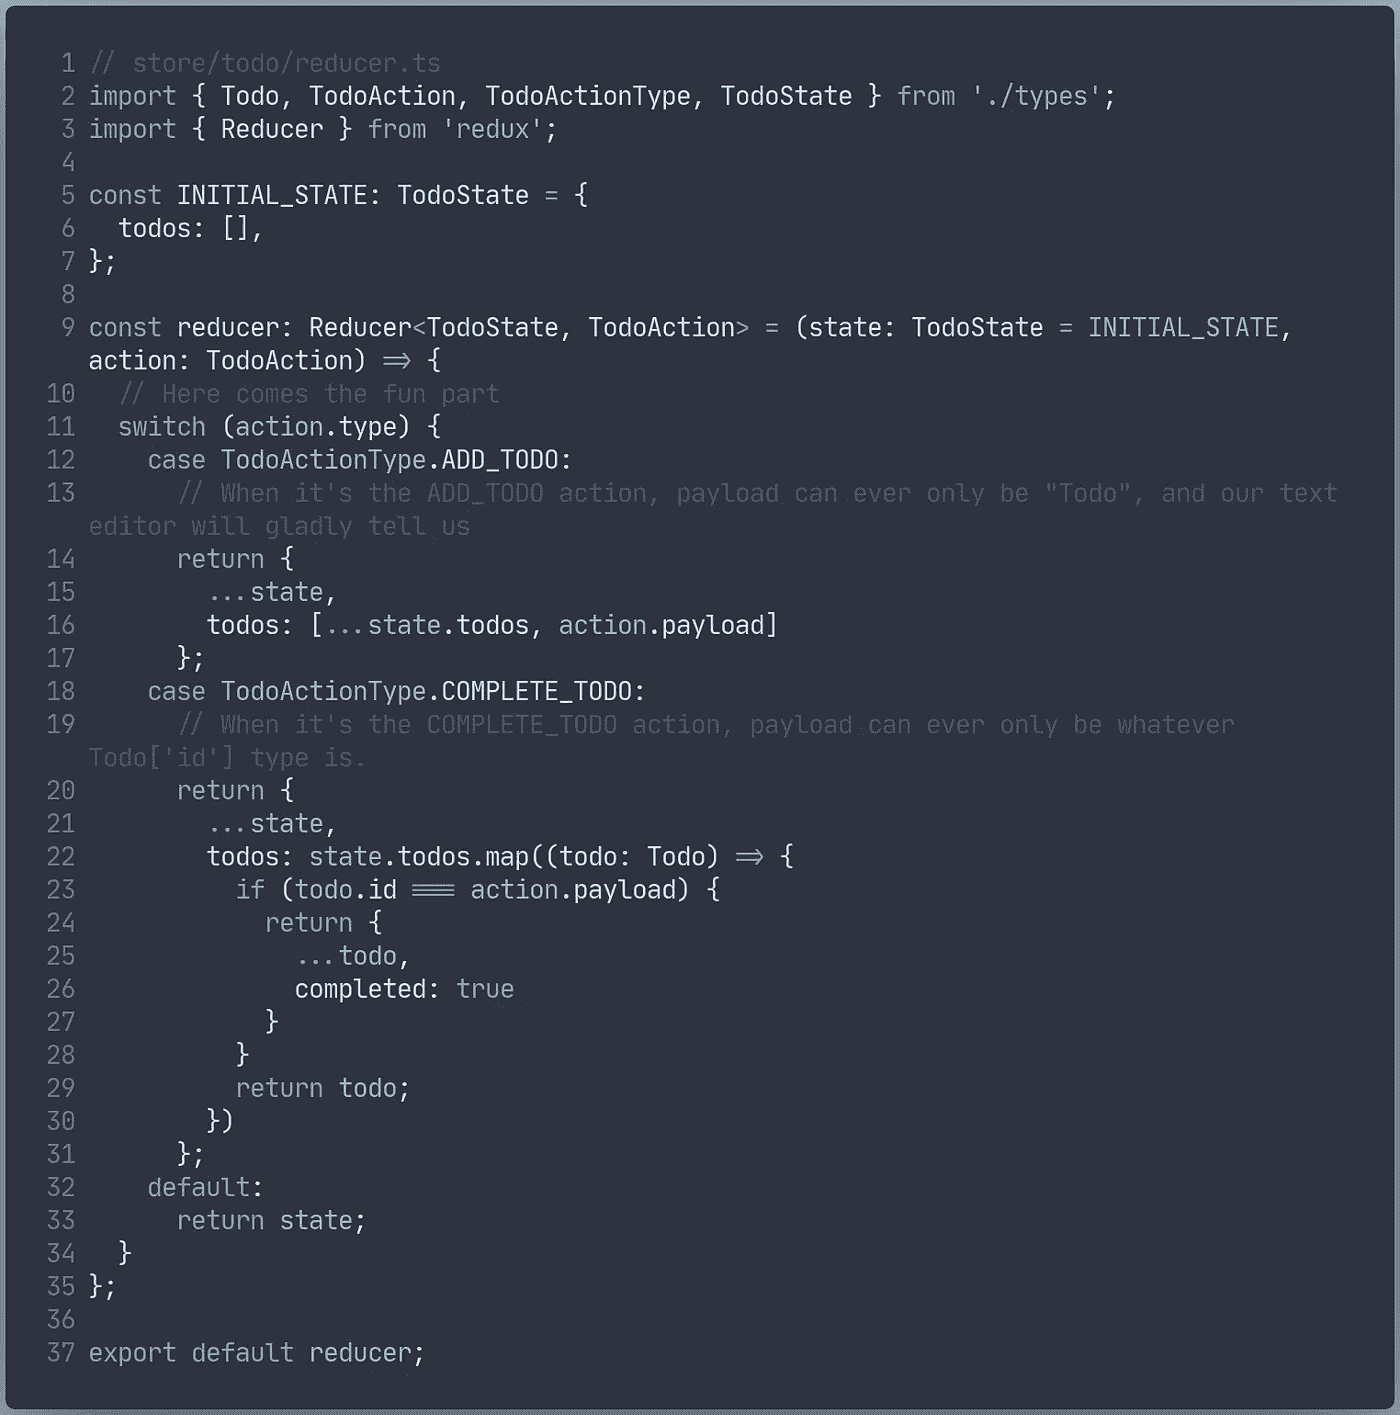 1 // store/todo/reducer.ts
2 import { Todo, TodoAction, TodoActionType, TodoState } from './types';
3 import { Reducer } from 'redux';
4
5 const INITIAL_STATE: TodoState = {
6   todos: [],
7 };
8
9 const reducer: Reducer<TodoState, TodoAction> = (state: TodoState = INITIAL_STATE,
action: TodoAction) => {
10   // Here comes the fun part
11   switch (action.type) {
12     case TodoActionType.ADD_TODO:
13       // When it's the ADD_TODO action, payload can ever only be "Todo", and our text
editor will gladly tell us
14       return {
15         ...state,
16         todos: [...state.todos, action.payload]
17       };
18     case TodoActionType.COMPLETE_TODO:
19       // When it's the COMPLETE_TODO action, payload can ever only be whatever
Todo['id'] type is.
20       return {
21         ...state,
22         todos: state.todos.map((todo: Todo) => {
23           if (todo.id === action.payload) {
24             return {
25               ...todo,
26               completed: true
27             }
28           }
29           return todo;
30         })
31       };
32     default:
33       return state;
34   }
35 };
36
37 export default reducer;